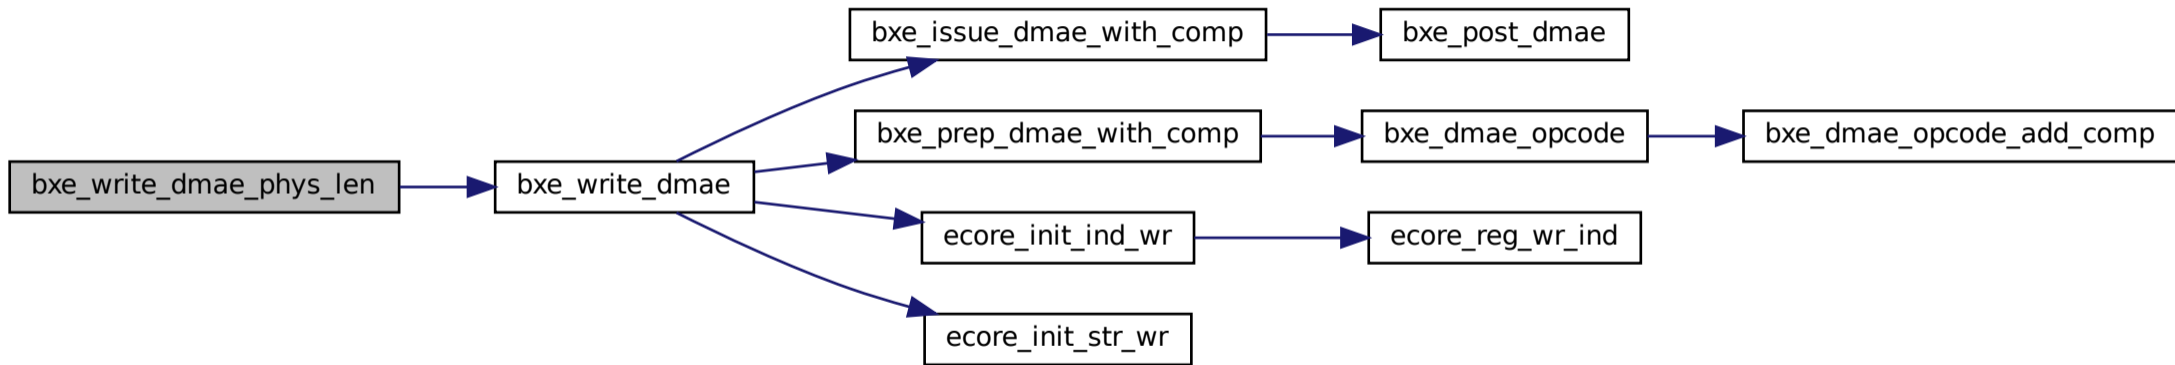 bxe_write_dmae_phys_len
bxe_write_dmae
bxe_issue_dmae_with_comp
bxe_post_dmae
bxe_prep_dmae_with_comp
bxe_dmae_opcode
bxe_dmae_opcode_add_comp
ecore_init_ind_wr
ecore_reg_wr_ind
ecore_init_str_wr